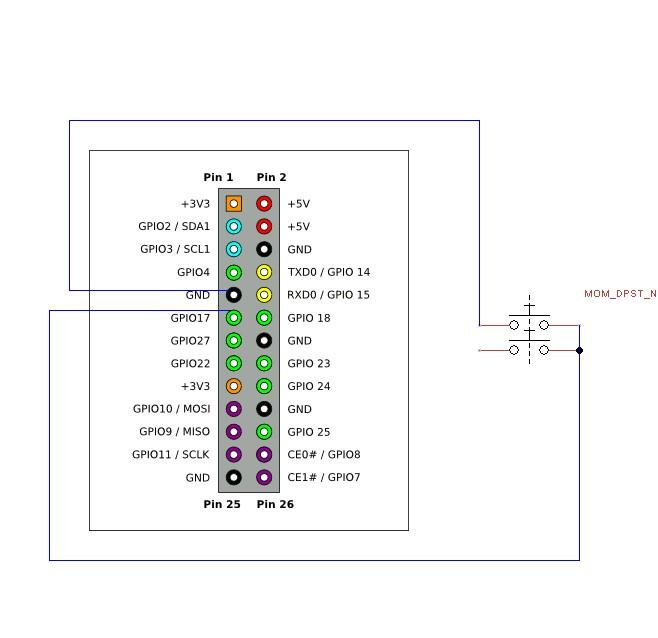 Pin 1 Pin 2
+3V3 +5V
GPIO2 / SDA1 +5V
GPIO3 / SCL1 GND
GPIO4 TXD0 / GPIO 14
GND RXD0 / GPIO 15
GPIO17 GPIO 18
GPIO27 GND
GPIO22 GPIO 23
+3V3 GPIO 24
GPIO10 / MOSI GND
GPIO9 / MISO GPIO 25
GPIO11 / SCLK CE0# / GPIO8
GND CE1# / GPIO7
Pin 25 Pin 26
MOM_DPST_N